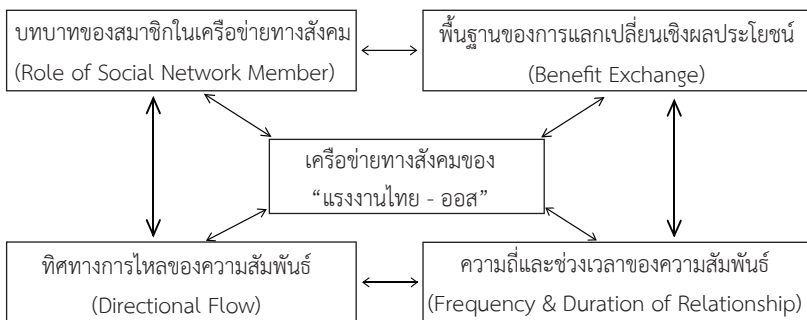 บทบาทของสมาชิกในเครือข่ายทางสังคม
(Role of Social Network Member)
พื้นฐานของการแลกเปลี่ยนเชิงผลประโยชน์
(Benefit Exchange)
เครือข่ายทางสังคมของ
“แรงงานไทย - ออส”
ทิศทางการไหลของความสัมพันธ์
(Directional Flow)
ความถี่และช่วงเวลาของความสัมพันธ์
(Frequency & Duration of Relationship)